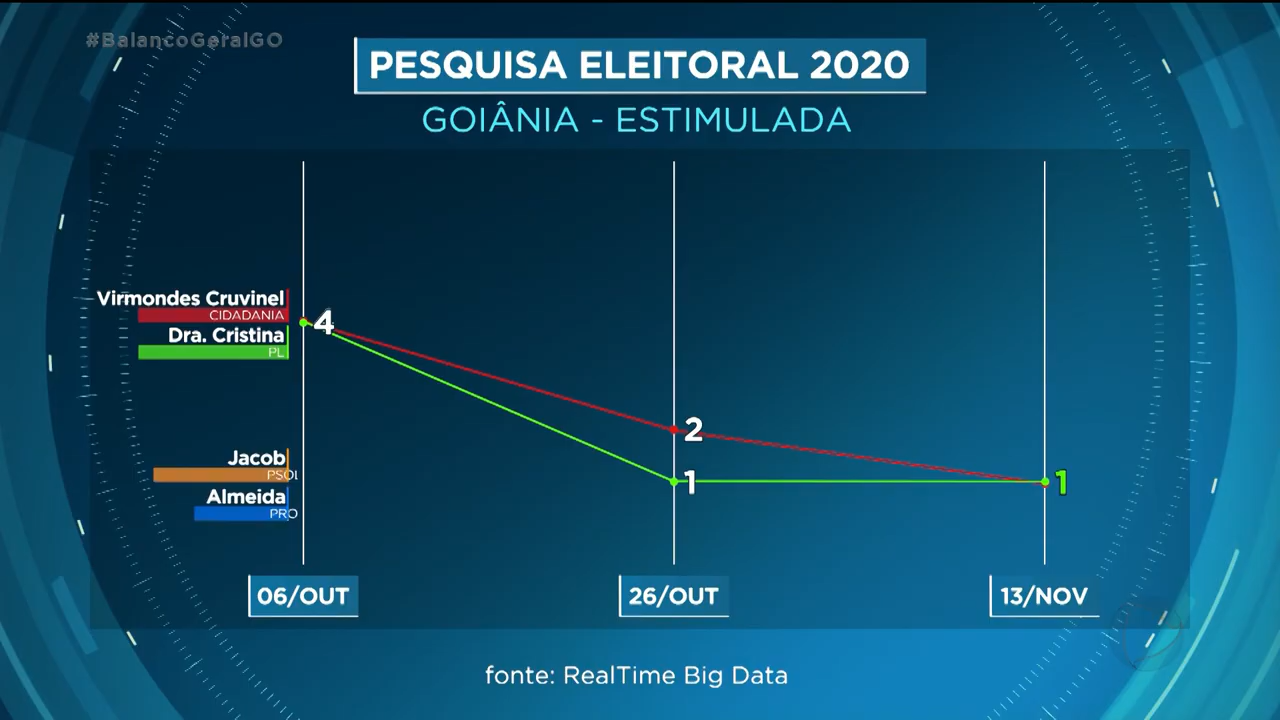 #BalancoGeralGO
PESQUISA ELEITORAL 2020
GOIÂNIA - ESTIMULADA
Virmondes Cruvinel
CIDADANIA
4
Dra. Cristina
PL
2
Jacob
PSOL
1
1
Almeida
PRO
06/OUT
26/OUT
13/NOV
fonte: RealTime Big Data